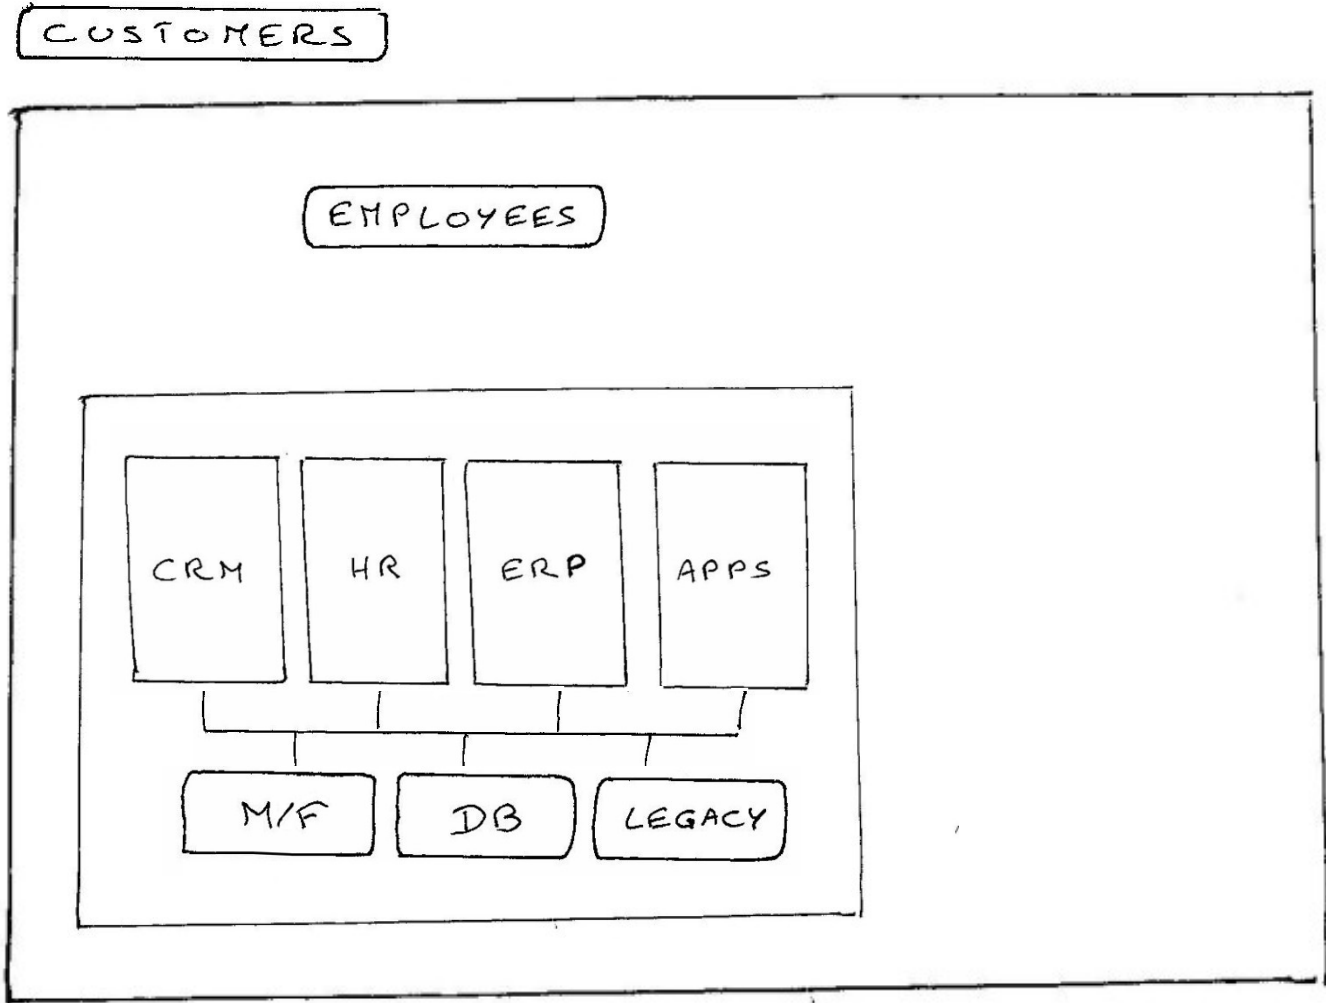 CUSTOMERS
EMPLOYEES
CRM
HR
ERP
APPS
M/F
DB
LEGACY